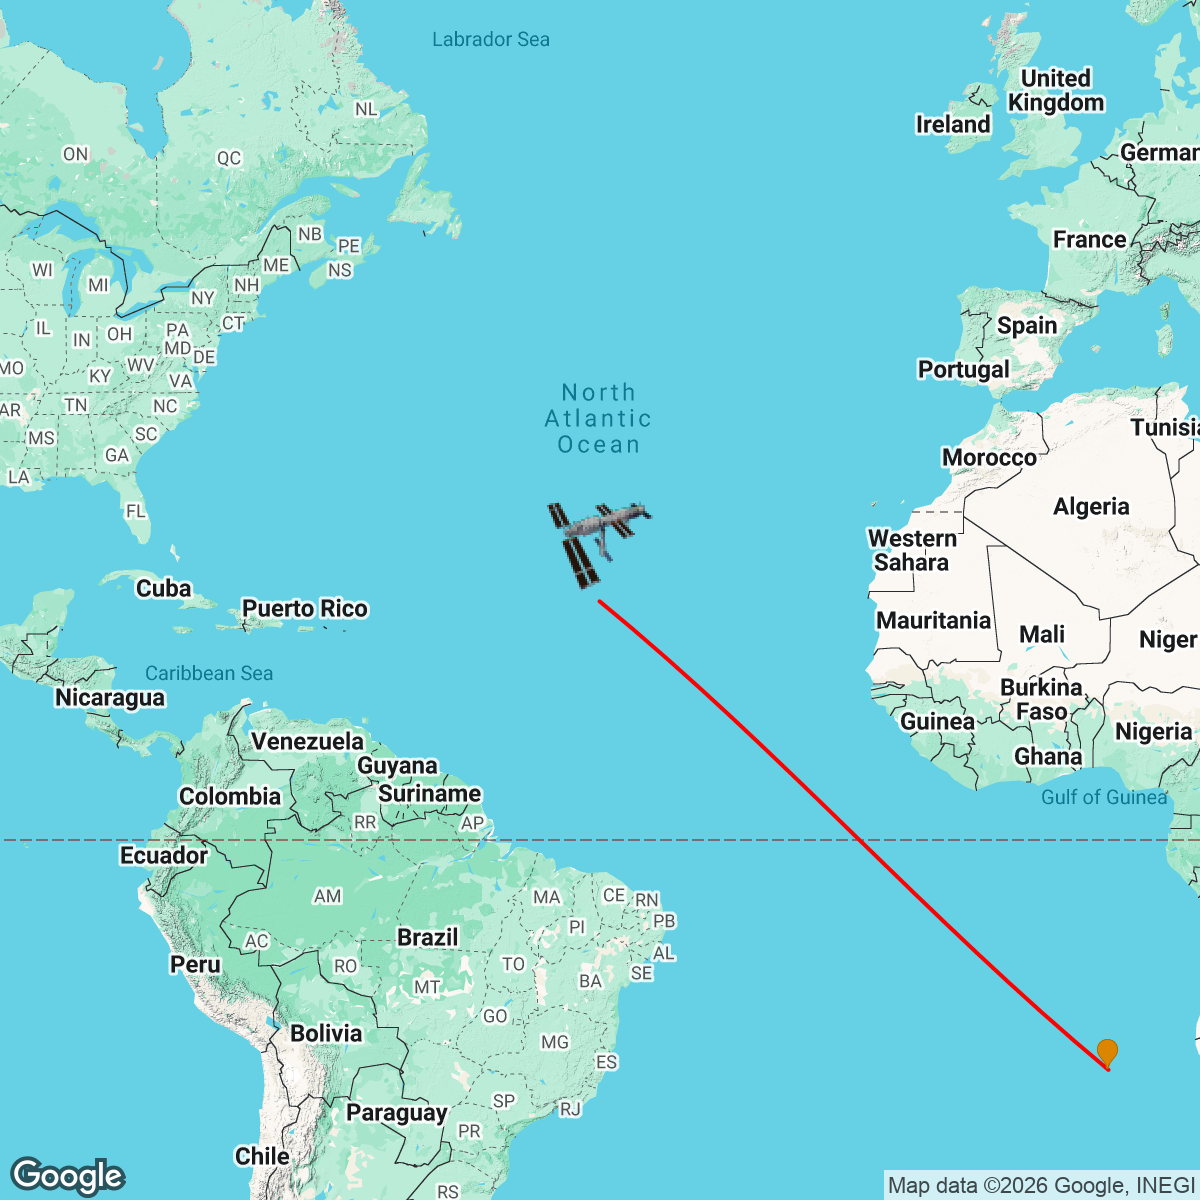 Labrador Sea
United
Kingdom
Ireland
NL
ON
QC
German
NB
PE
France
ME
NS
WI
MI
NH
NY
IL
OH
PA
CT
Spain
IN
MD
DE
MO
WV
Portugal
KY
VA
North
Atlantic
Ocean
AR
TN
NC
Tunisia
MS
SC
GA
Morocco
LA
FL
Algeria
Western
Sahara
Cuba
Puerto Rico
Mauritania
Mali
Niger
Caribbean Sea
Nicaragua
Burkina
Faso
Guinea
Nigeria
Venezuela
Ghana
Guyana
Colombia
Suriname
Gulf of Guinea
RR
AP
Ecuador
AM
MA
CE
RN
PI
PB
AC
Brazil
AL
Peru
RO
TO
SE
MT
BA
GO
Bolivia
MG
ES
SP
RJ
Paraguay
PR
Chile
RS
Google
Map data ©2026 Google, INEGI